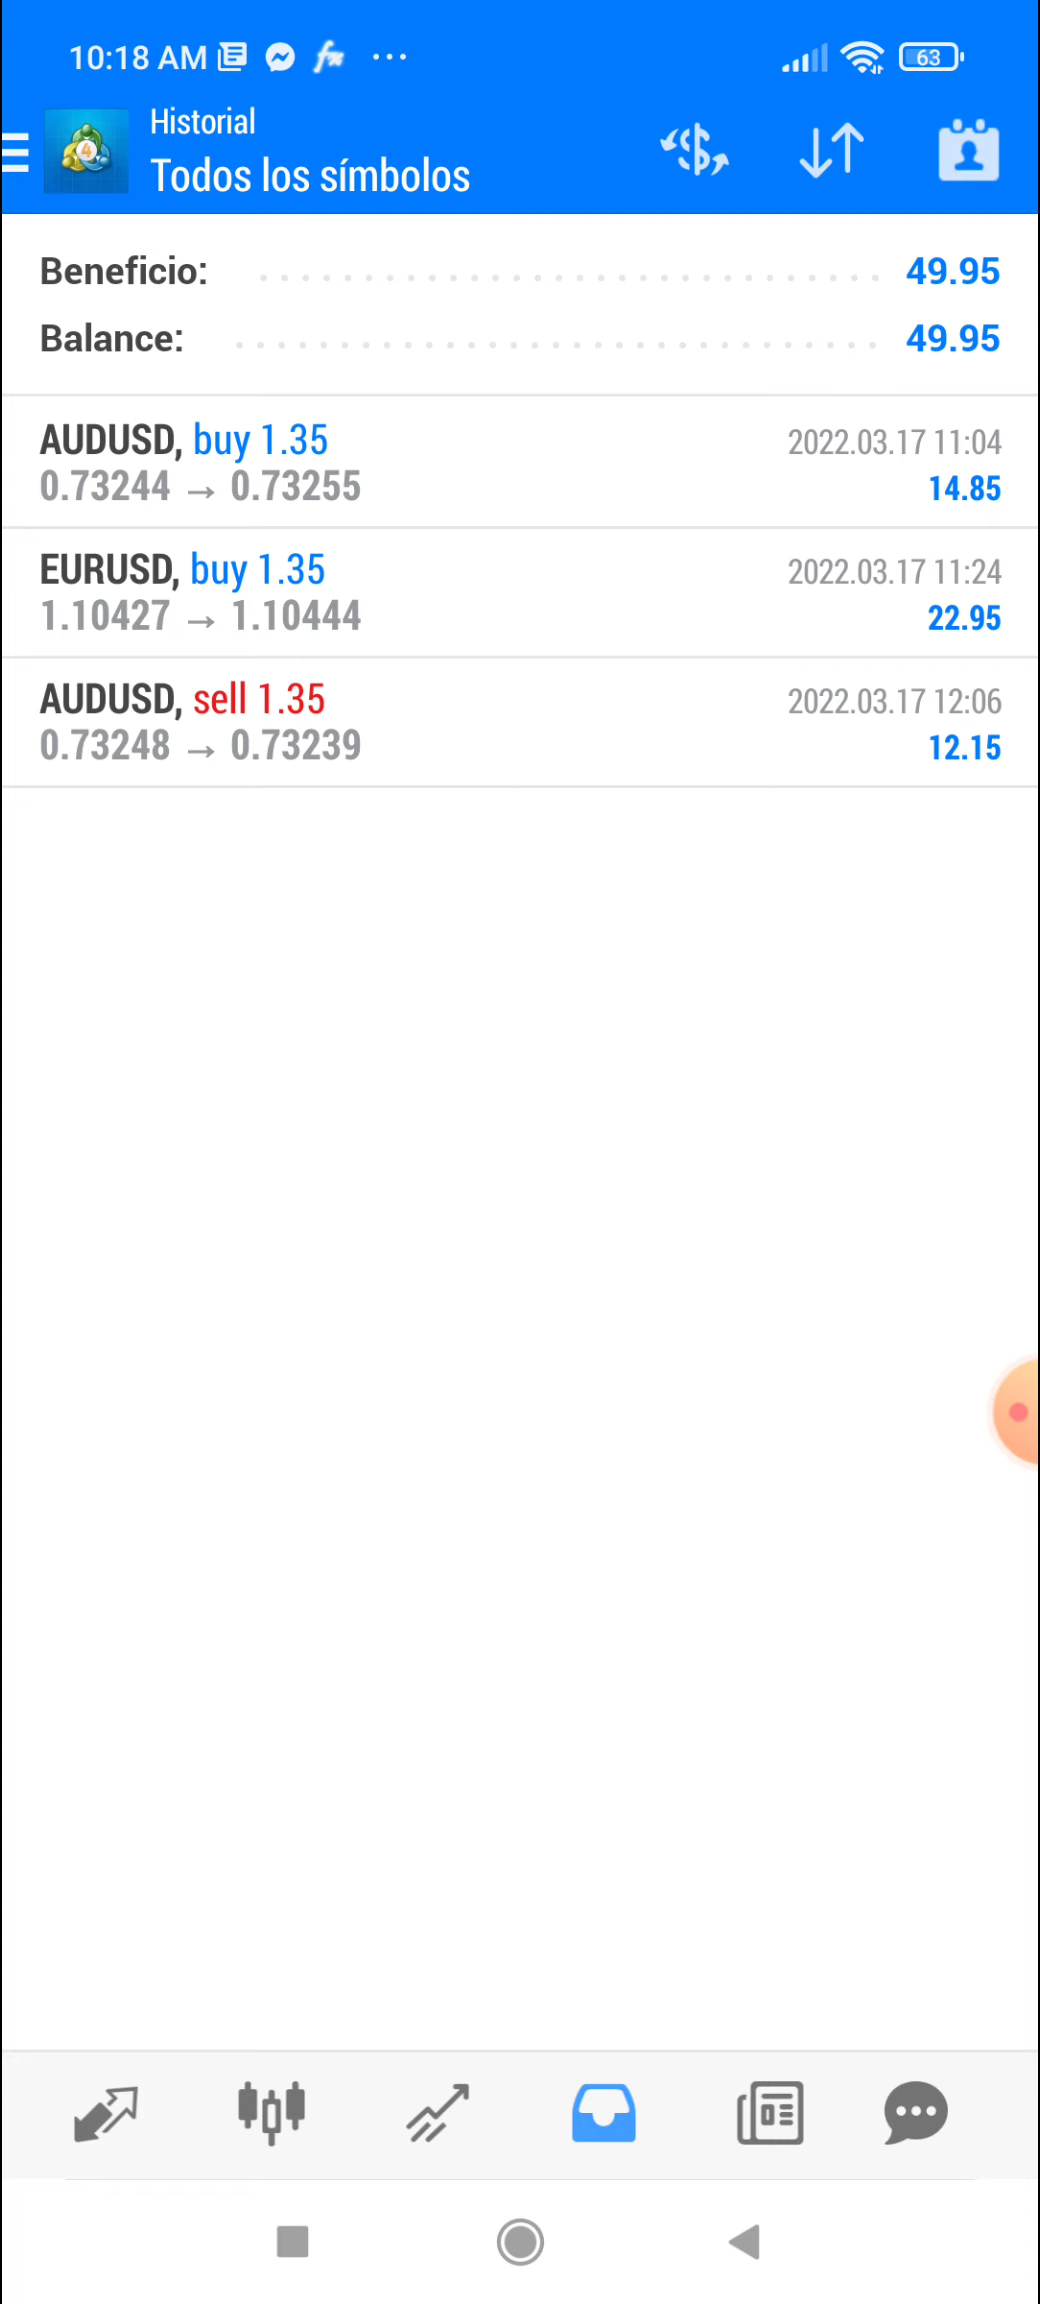 10:18 AM ... 63
Historial
Todos los símbolos
Beneficio: 49.95
Balance: 49.95
AUDUSD, buy 1.35 2022.03.17 11:04
0.73244 → 0.73255 14.85
EURUSD, buy 1.35 2022.03.17 11:24
1.10427 → 1.10444 22.95
AUDUSD, sell 1.35 2022.03.17 12:06
0.73248 → 0.73239 12.15